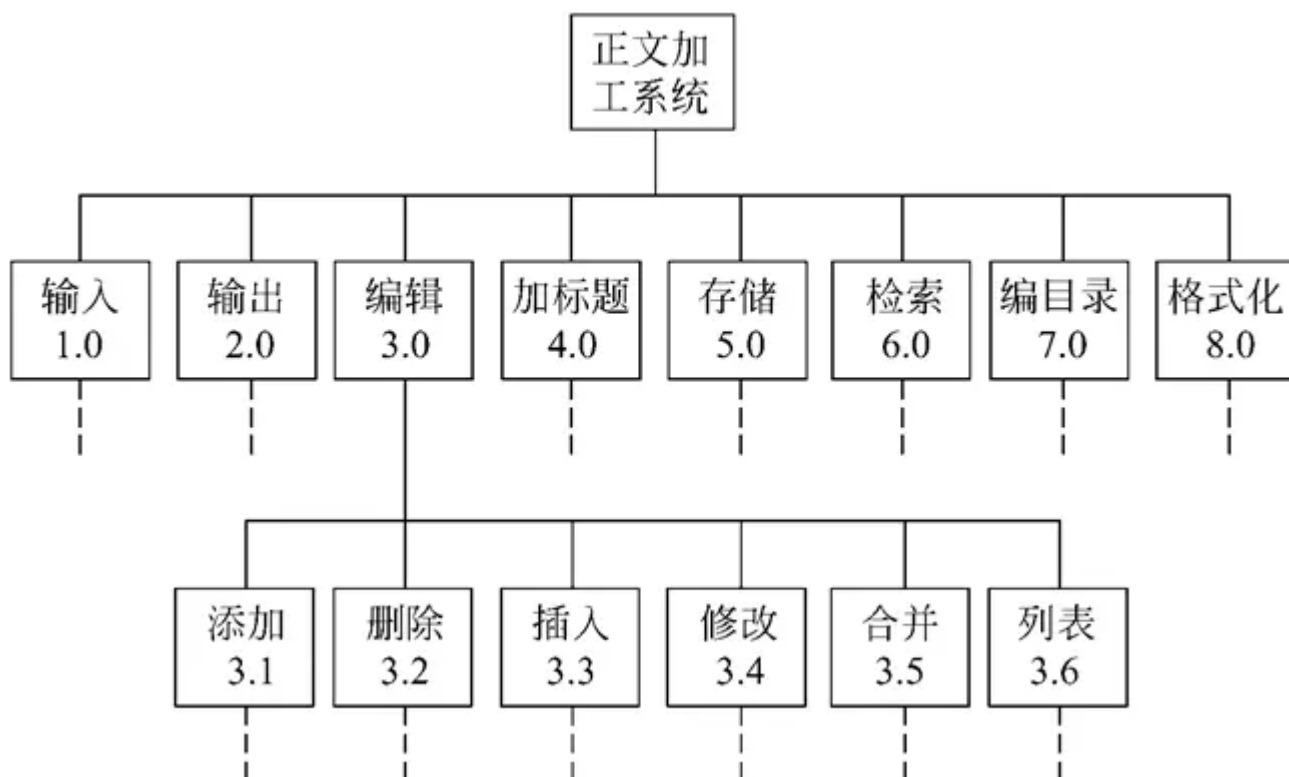 正文加
工系统
输入
1.0
输出
2.0
编辑
3.0
加标题
4.0
存储
5.0
检索
6.0
编目录
7.0
格式化
8.0
添加
3.1
删除
3.2
插入
3.3
修改
3.4
合并
3.5
列表
3.6